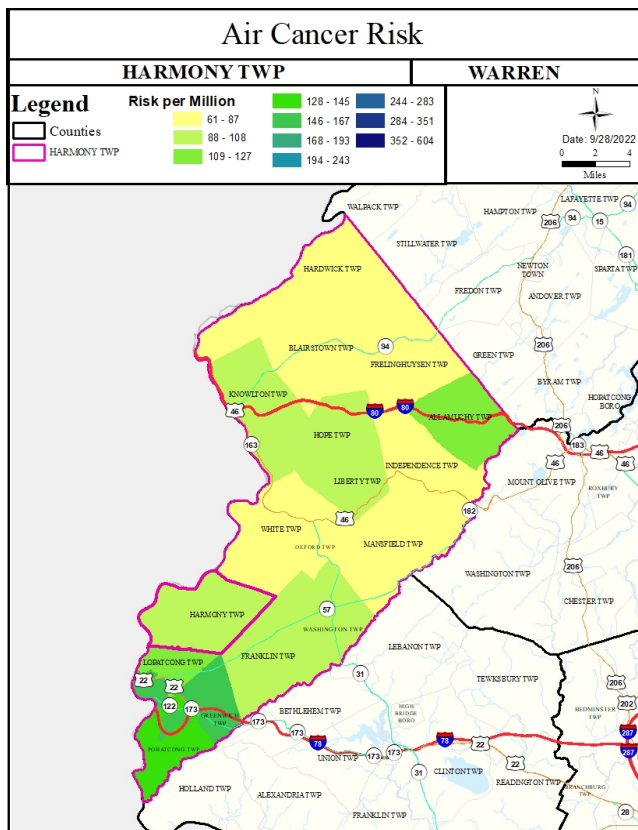 Air Cancer Risk
HARMONY TWP
WARREN
Legend
Counties
HARMONY TWP
Risk per Million
61 - 87
88 - 108
109 - 127
128 - 145
146 - 167
168 - 193
194 - 243
244 - 283
284 - 351
352 - 604
N
Date: 9/28/2022
0 2 4
Miles
WALPACK TWP
LAFAYETTE TWP
94
HAMPTON TWP
206
94
15
STILLWATER TWP
181
HARDWICK TWP
NEWTON
TOWN
SPARTA TWP
FREDON TWP
ANDOVER TWP
94
206
BLAIRSTOWN TWP
GREEN TWP
FRELINGHUYSEN TWP
BYRAM TWP
KNOWLTON TWP
HOPATCONG
BORO
46
80
80
ALLAMUCHY TWP
206
163
HOPE TWP
183
46
46
INDEPENDENCE TWP
46
LIBERTY TWP
MOUNT OLIVE TWP
ROXBURY
TWP
182
46
WHITE TWP
OXFORD TWP
MANSFIELD TWP
206
WASHINGTON TWP
CHESTER TWP
HARMONY TWP
57
WASHINGTON TWP
LEBANON TWP
FRANKLIN TWP
LOPATCONG TWP
31
22
22
TEWKSBURY TWP
206
122
173
HIGH
BRIDGE
BORO
202
BEDMINSTER
TWP
GREENWICH
TWP
BETHLEHEM TWP
173
173
287
78
78
22
287
POHATCONG TWP
UNION TWP
173
173
22
31
CLINTON TWP
READINGTON TWP
HOLLAND TWP
ALEXANDRIA TWP
BRANCHBURG
TWP
FRANKLIN TWP
28